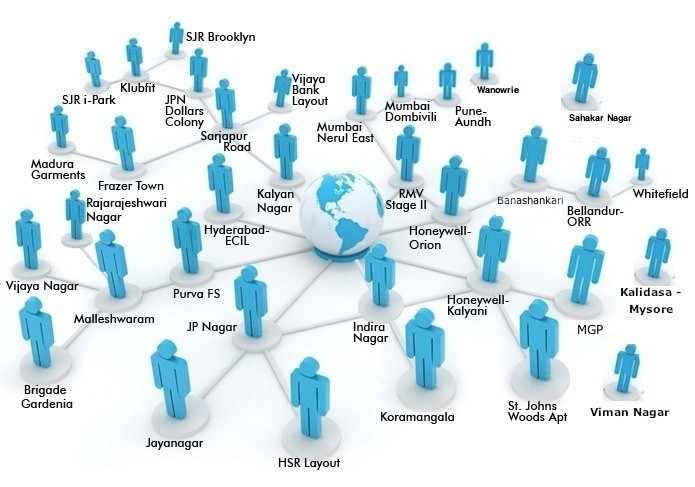 SJR Brooklyn
Klubfit
SJR i-Park
JPN
Dollars
Colony
Vijaya
Bank
Layout
Sarjapur
Road
Mumbai
Nerul East
Mumbai
Dombivili
Pune-
Aundh
Wanowrie
Sahakar Nagar
Madura
Garments
Frazer Town
Rajarajeshwari
Nagar
Hyderabad-
ECIL
Kalyan
Nagar
RMV
Stage II
Honeywell-
Orion
Banashankari
Bellandur-
ORR
Whitefield
Vijaya Nagar
Malleshwaram
Purva FS
JP Nagar
Indira
Nagar
Honeywell-
Kalyani
MGP
Kalidasa -
Mysore
Brigade
Gardenia
Jayanagar
HSR Layout
Koramangala
St. Johns
Woods Apt
Viman Nagar